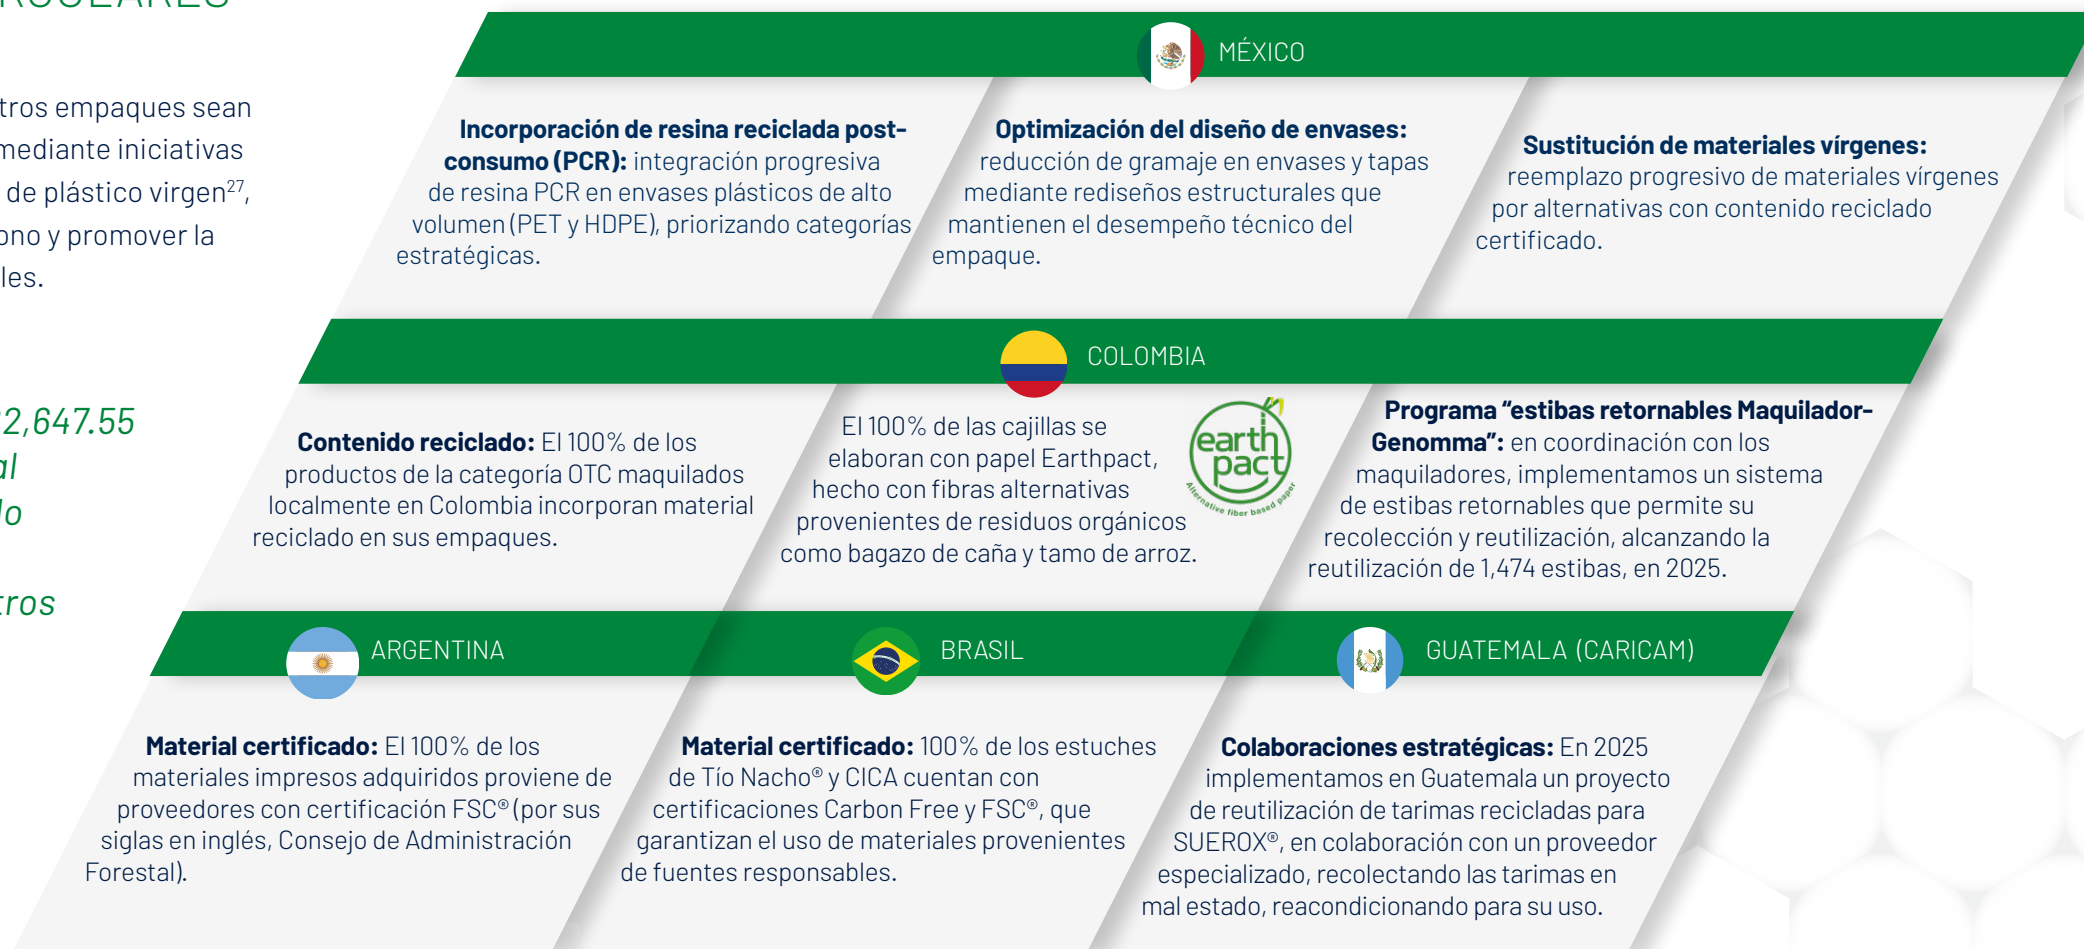 tros empaques sean
mediante iniciativas
de plástico virgen²⁷,
ono y promover la
les.
2,647.55
al
lo
tros
MÉXICO
Incorporación de resina reciclada post-
consumo (PCR): integración progresiva
de resina PCR en envases plásticos de alto
volumen (PET y HDPE), priorizando categorías
estratégicas.
Optimización del diseño de envases:
reducción de gramaje en envases y tapas
mediante rediseños estructurales que
mantienen el desempeño técnico del
empaque.
Sustitución de materiales vírgenes:
reemplazo progresivo de materiales vírgenes
por alternativas con contenido reciclado
certificado.
COLOMBIA
Contenido reciclado: El 100% de los
productos de la categoría OTC maquilados
localmente en Colombia incorporan material
reciclado en sus empaques.
El 100% de las cajillas se
elaboran con papel Earthpact,
hecho con fibras alternativas
provenientes de residuos orgánicos
como bagazo de caña y tamo de arroz.
earth
pact
Alternative fiber based paper
Programa “estibas retornables Maquilador-
Genomma”: en coordinación con los
maquiladores, implementamos un sistema
de estibas retornables que permite su
recolección y reutilización, alcanzando la
reutilización de 1,474 estibas, en 2025.
ARGENTINA
Material certificado: El 100% de los
materiales impresos adquiridos proviene de
proveedores con certificación FSC® (por sus
siglas en inglés, Consejo de Administración
Forestal).
BRASIL
Material certificado: 100% de los estuches
de Tío Nacho® y CICA cuentan con
certificaciones Carbon Free y FSC®, que
garantizan el uso de materiales provenientes
de fuentes responsables.
GUATEMALA (CARICAM)
Colaboraciones estratégicas: En 2025
implementamos en Guatemala un proyecto
de reutilización de tarimas recicladas para
SUEROX®, en colaboración con un proveedor
especializado, recolectando las tarimas en
mal estado, reacondicionando para su uso.